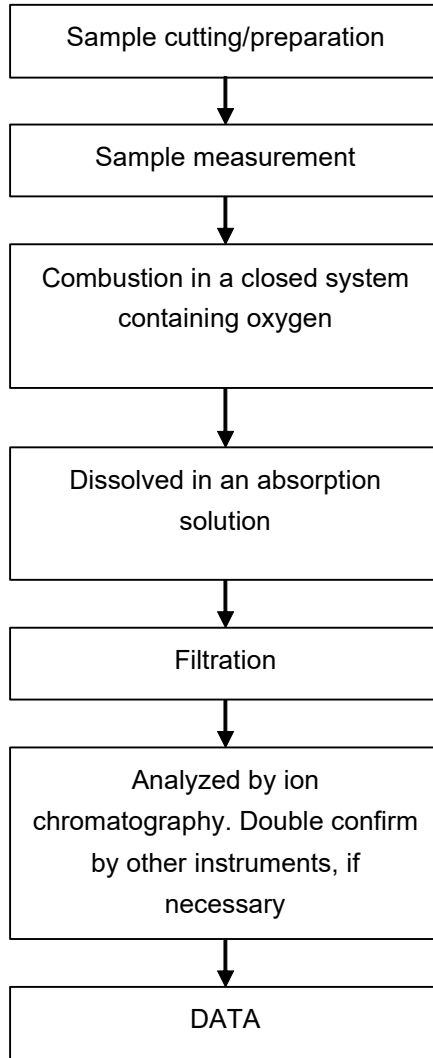 Sample cutting/preparation
Sample measurement
Combustion in a closed system
containing oxygen
Dissolved in an absorption
solution
Filtration
Analyzed by ion
chromatography. Double confirm
by other instruments, if
necessary
DATA